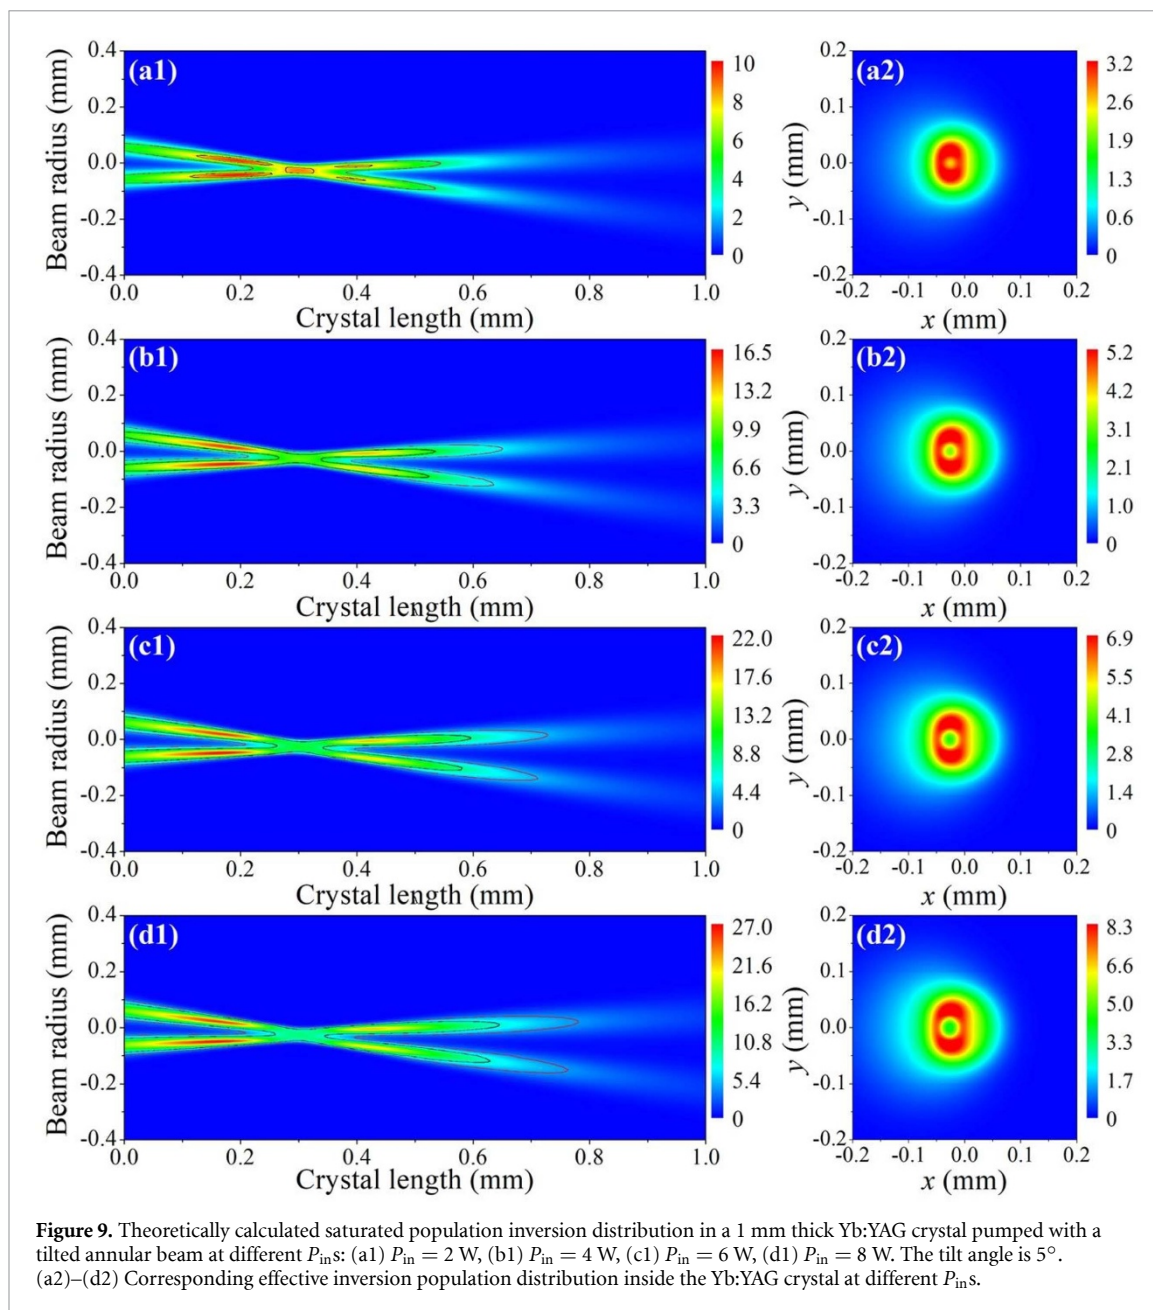 (a1)
Beam radius (mm)
0.4
0.2
0.0
-0.2
-0.4
0.0 0.2 0.4 0.6 0.8 1.0
Crystal length (mm)
10
8
6
4
2
0
(a2)
y (mm)
0.2
0.1
0.0
-0.1
-0.2
-0.2 -0.1 0.0 0.1 0.2
x (mm)
3.2
2.6
1.9
1.3
0.6
0
(b1)
Beam radius (mm)
0.4
0.2
0.0
-0.2
-0.4
0.0 0.2 0.4 0.6 0.8 1.0
Crystal length (mm)
16.5
13.2
9.9
6.6
3.3
0
(b2)
y (mm)
0.2
0.1
0.0
-0.1
-0.2
-0.2 -0.1 0.0 0.1 0.2
x (mm)
5.2
4.2
3.1
2.1
1.0
0
(c1)
Beam radius (mm)
0.4
0.2
0.0
-0.2
-0.4
0.0 0.2 0.4 0.6 0.8 1.0
Crystal length (mm)
22.0
17.6
13.2
8.8
4.4
0
(c2)
y (mm)
0.2
0.1
0.0
-0.1
-0.2
-0.2 -0.1 0.0 0.1 0.2
x (mm)
6.9
5.5
4.1
2.8
1.4
0
(d1)
Beam radius (mm)
0.4
0.2
0.0
-0.2
-0.4
0.0 0.2 0.4 0.6 0.8 1.0
Crystal length (mm)
27.0
21.6
16.2
10.8
5.4
0
(d2)
y (mm)
0.2
0.1
0.0
-0.1
-0.2
-0.2 -0.1 0.0 0.1 0.2
x (mm)
8.3
6.6
5.0
3.3
1.7
0
Figure 9. Theoretically calculated saturated population inversion distribution in a 1 mm thick Yb:YAG crystal pumped with a
tilted annular beam at different Pins: (a1) Pin = 2 W, (b1) Pin = 4 W, (c1) Pin = 6 W, (d1) Pin = 8 W. The tilt angle is 5°.
(a2)–(d2) Corresponding effective inversion population distribution inside the Yb:YAG crystal at different Pins.